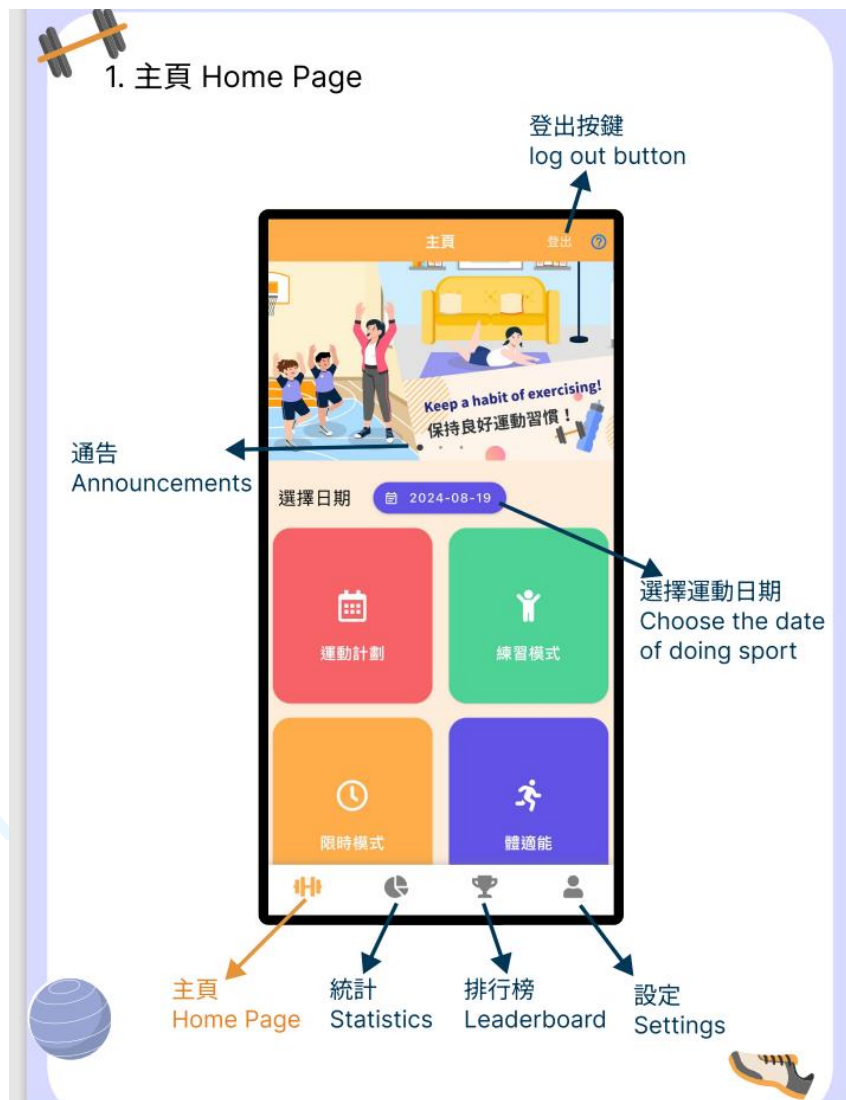 1. 主頁 Home Page
登出按鍵
log out button
主頁
登出
?
Keep a habit of exercising!
保持良好運動習慣！
通告
Announcements
選擇日期
2024-08-19
選擇運動日期
Choose the date
of doing sport
運動計劃
練習模式
限時模式
體適能
主頁
Home Page
統計
Statistics
排行榜
Leaderboard
設定
Settings